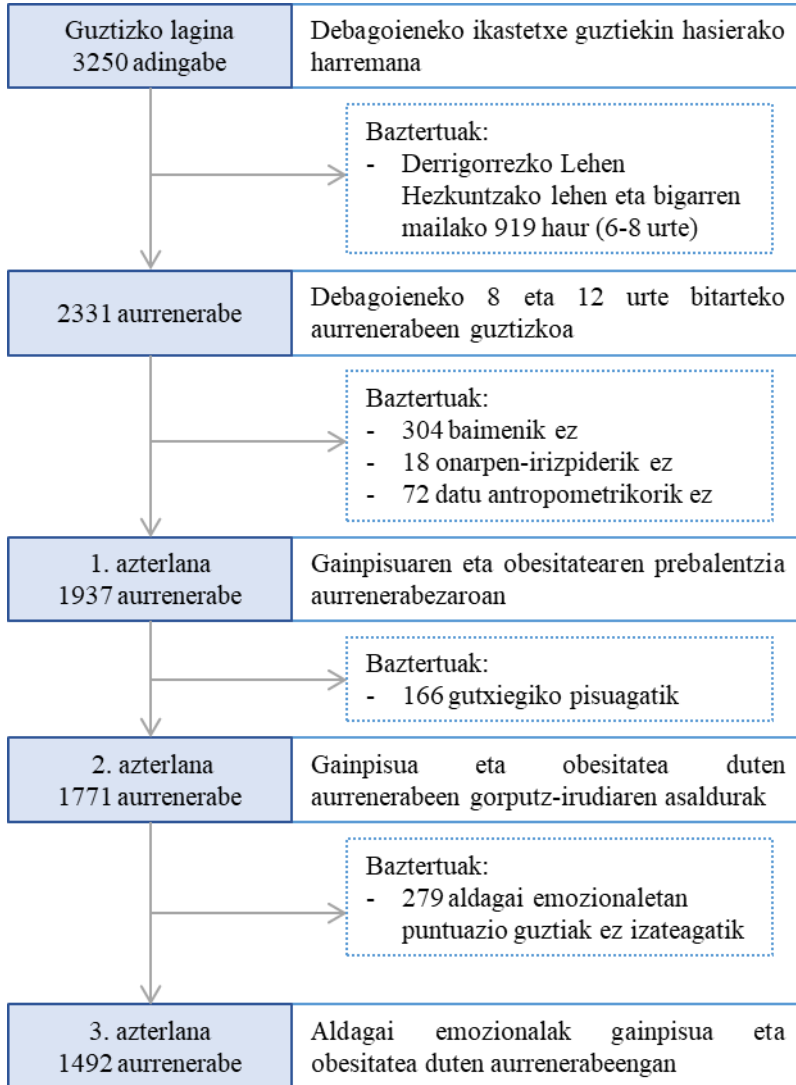 Guztizko lagina
3250 adingabe
Debagoieneko ikastetxe guztiekin hasierako
harremana
Baztertuak:
- Derrigorrezko Lehen
Hezkuntzako lehen eta bigarren
mailako 919 haur (6-8 urte)
2331 aurrenerabe
Debagoieneko 8 eta 12 urte bitarteko
aurrenerabeen guztizkoa
Baztertuak:
- 304 baimenik ez
- 18 onarpen-irizpiderik ez
- 72 datu antropometrikorik ez
1. azterlana
1937 aurrenerabe
Gainpisuaren eta obesitatearen prebalentzia
aurrenerabezaroan
Baztertuak:
- 166 gutxiegiko pisuagatik
2. azterlana
1771 aurrenerabe
Gainpisua eta obesitatea duten
aurrenerabeen gorputz-irudiaren asaldurak
Baztertuak:
- 279 aldagai emozionaletan
puntuazio guztiak ez izateagatik
3. azterlana
1492 aurrenerabe
Aldagai emozionalak gainpisua eta
obesitatea duten aurrenerabeengan